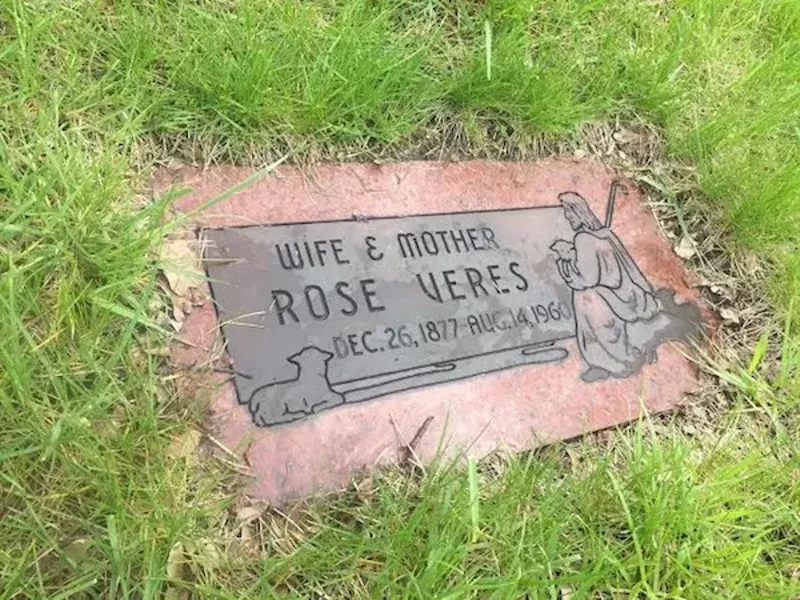 WIFE & MOTHER
ROSE VERES
DEC. 26, 1877-AUG. 14, 1960